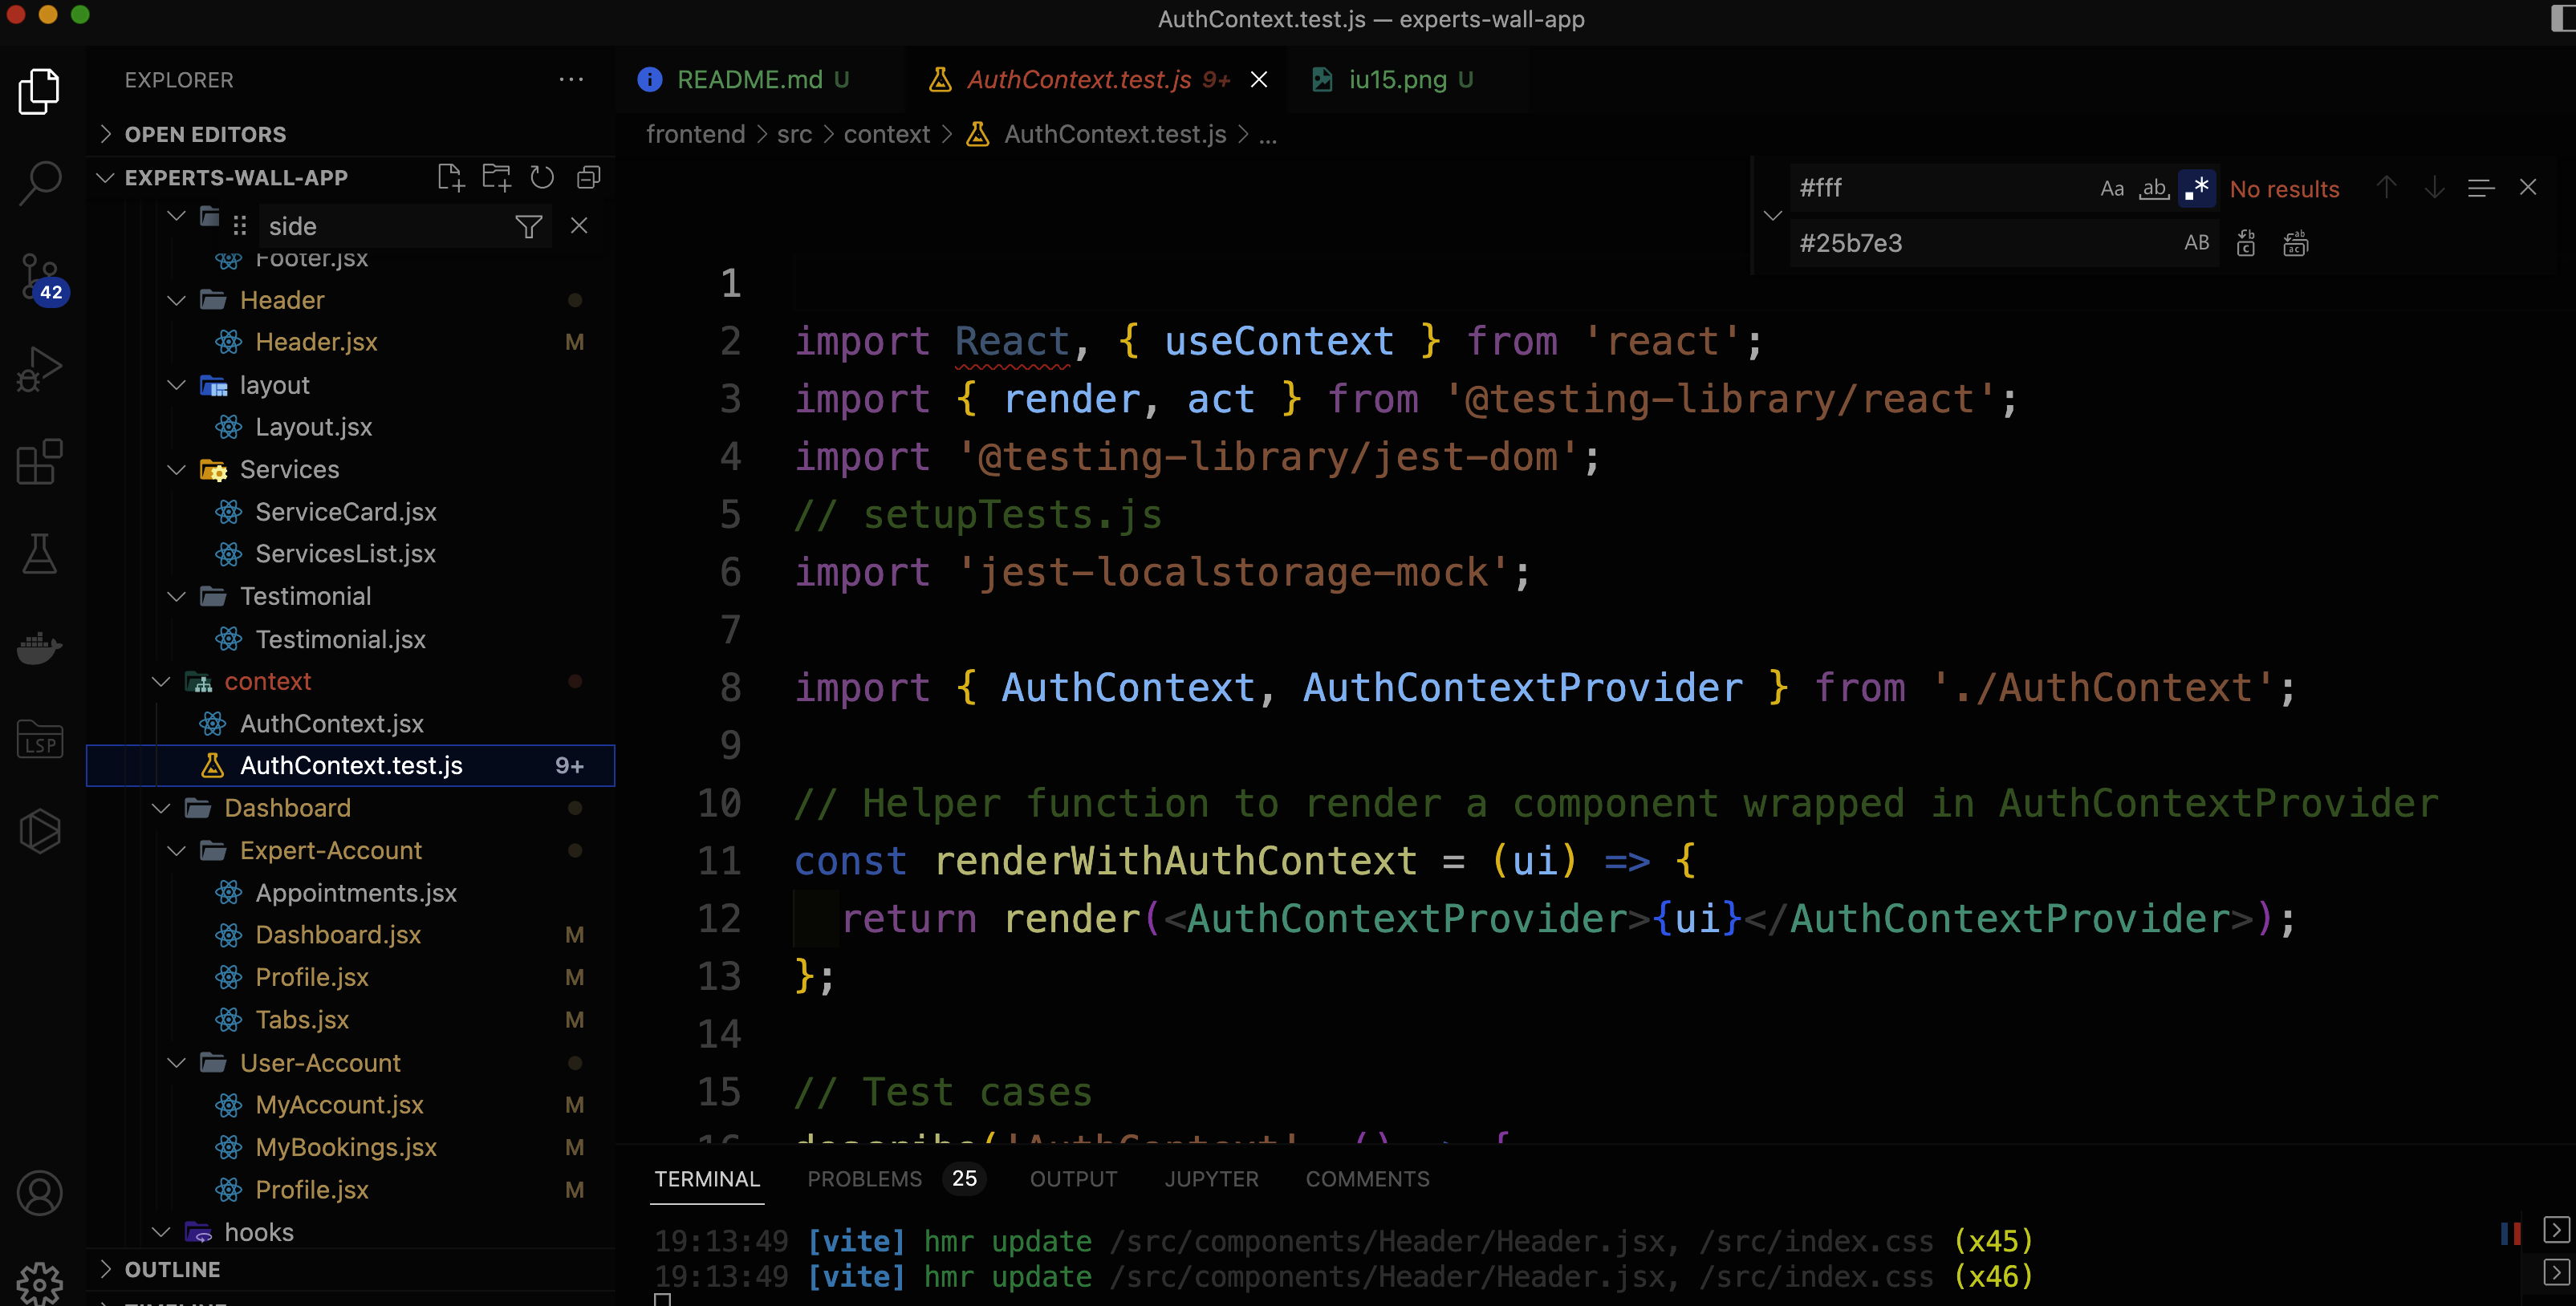 AuthContext.test.js — experts-wall-app
EXPLORER
OPEN EDITORS
EXPERTS-WALL-APP
side
Footer.jsx
Header
Header.jsx M
layout
Layout.jsx
Services
ServiceCard.jsx
ServicesList.jsx
Testimonial
Testimonial.jsx
context
AuthContext.jsx
AuthContext.test.js 9+
Dashboard
Expert-Account
Appointments.jsx
Dashboard.jsx M
Profile.jsx M
Tabs.jsx M
User-Account
MyAccount.jsx M
MyBookings.jsx M
Profile.jsx M
hooks
OUTLINE
TIMELINE
42
LSP
README.md U
AuthContext.test.js 9+
iu15.png U
frontend > src > context > AuthContext.test.js > ...
#fff Aa ab .* No results
#25b7e3 AB
1
2 import React, { useContext } from 'react';
3 import { render, act } from '@testing-library/react';
4 import '@testing-library/jest-dom';
5 // setupTests.js
6 import 'jest-localstorage-mock';
7
8 import { AuthContext, AuthContextProvider } from './AuthContext';
9
10 // Helper function to render a component wrapped in AuthContextProvider
11 const renderWithAuthContext = (ui) => {
12 return render(<AuthContextProvider>{ui}</AuthContextProvider>);
13 };
14
15 // Test cases
16 describe('AuthContext', () => {
TERMINAL PROBLEMS 25 OUTPUT JUPYTER COMMENTS
19:13:49 [vite] hmr update /src/components/Header/Header.jsx, /src/index.css (x45)
19:13:49 [vite] hmr update /src/components/Header/Header.jsx, /src/index.css (x46)